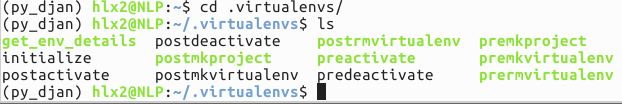 (py_djan) hlx2@NLP:~$ cd .virtualenvs/
(py_djan) hlx2@NLP:~/.virtualenvs$ ls
get_env_details postdeactivate postrmvirtualenv premkproject
initialize postmkproject preactivate premkvirtualenv
postactivate postmkvirtualenv predeactivate prermvirtualenv
(py_djan) hlx2@NLP:~/.virtualenvs$